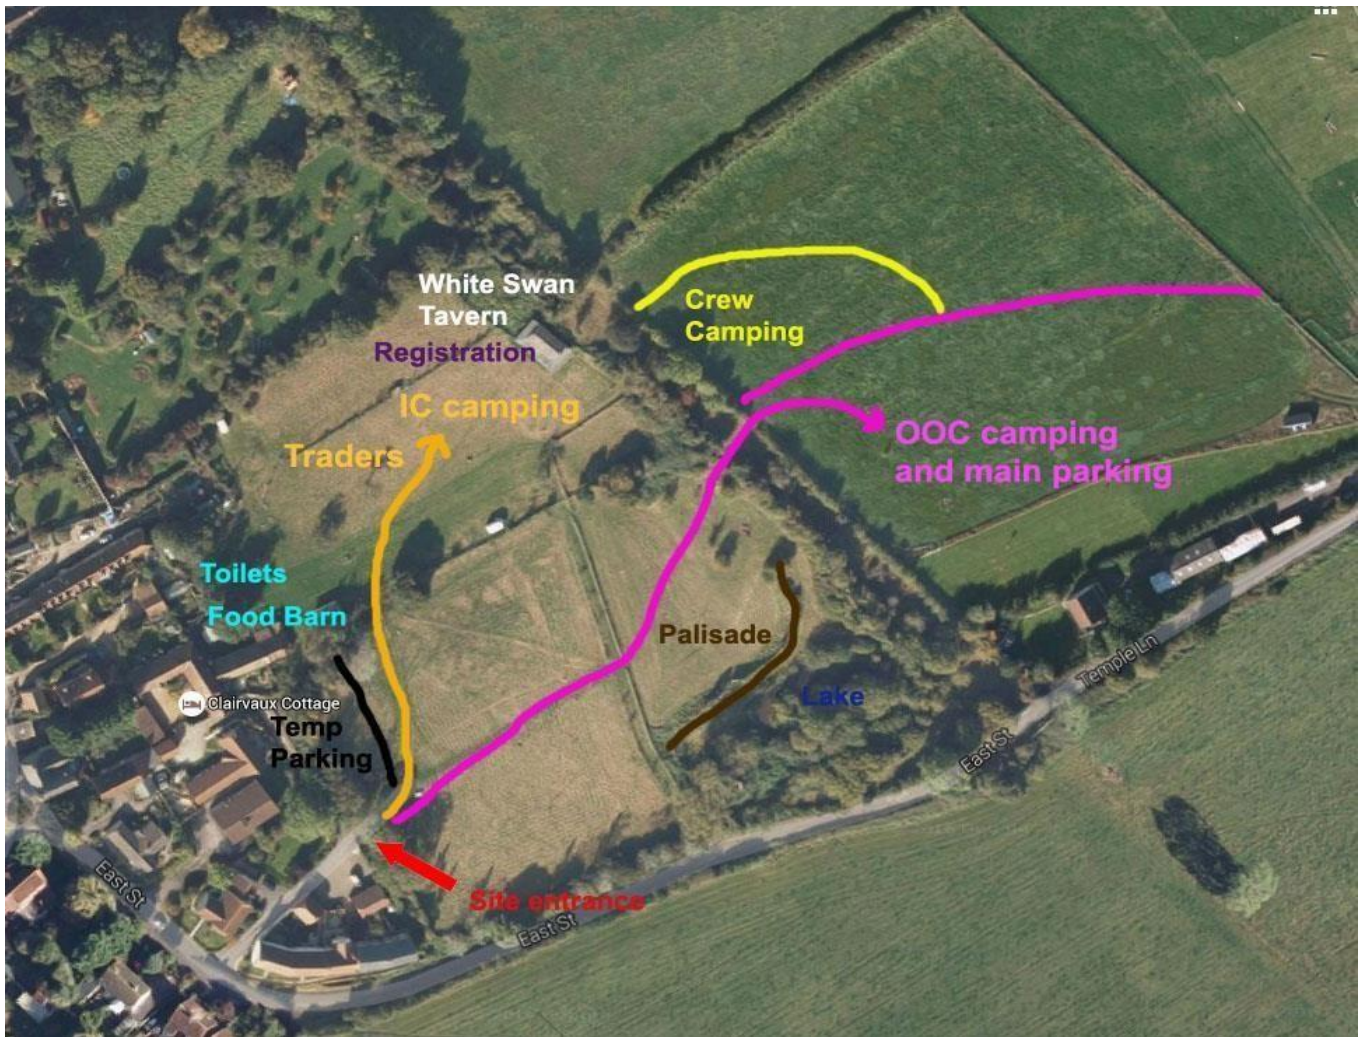 White Swan
Tavern
Registration
IC camping
Traders
Crew
Camping
OOC camping
and main parking
Toilets
Food Barn
Palisade
Lake
Clairvaux Cottage
Temp
Parking
Temple Ln
East St
East St
Site entrance
East St